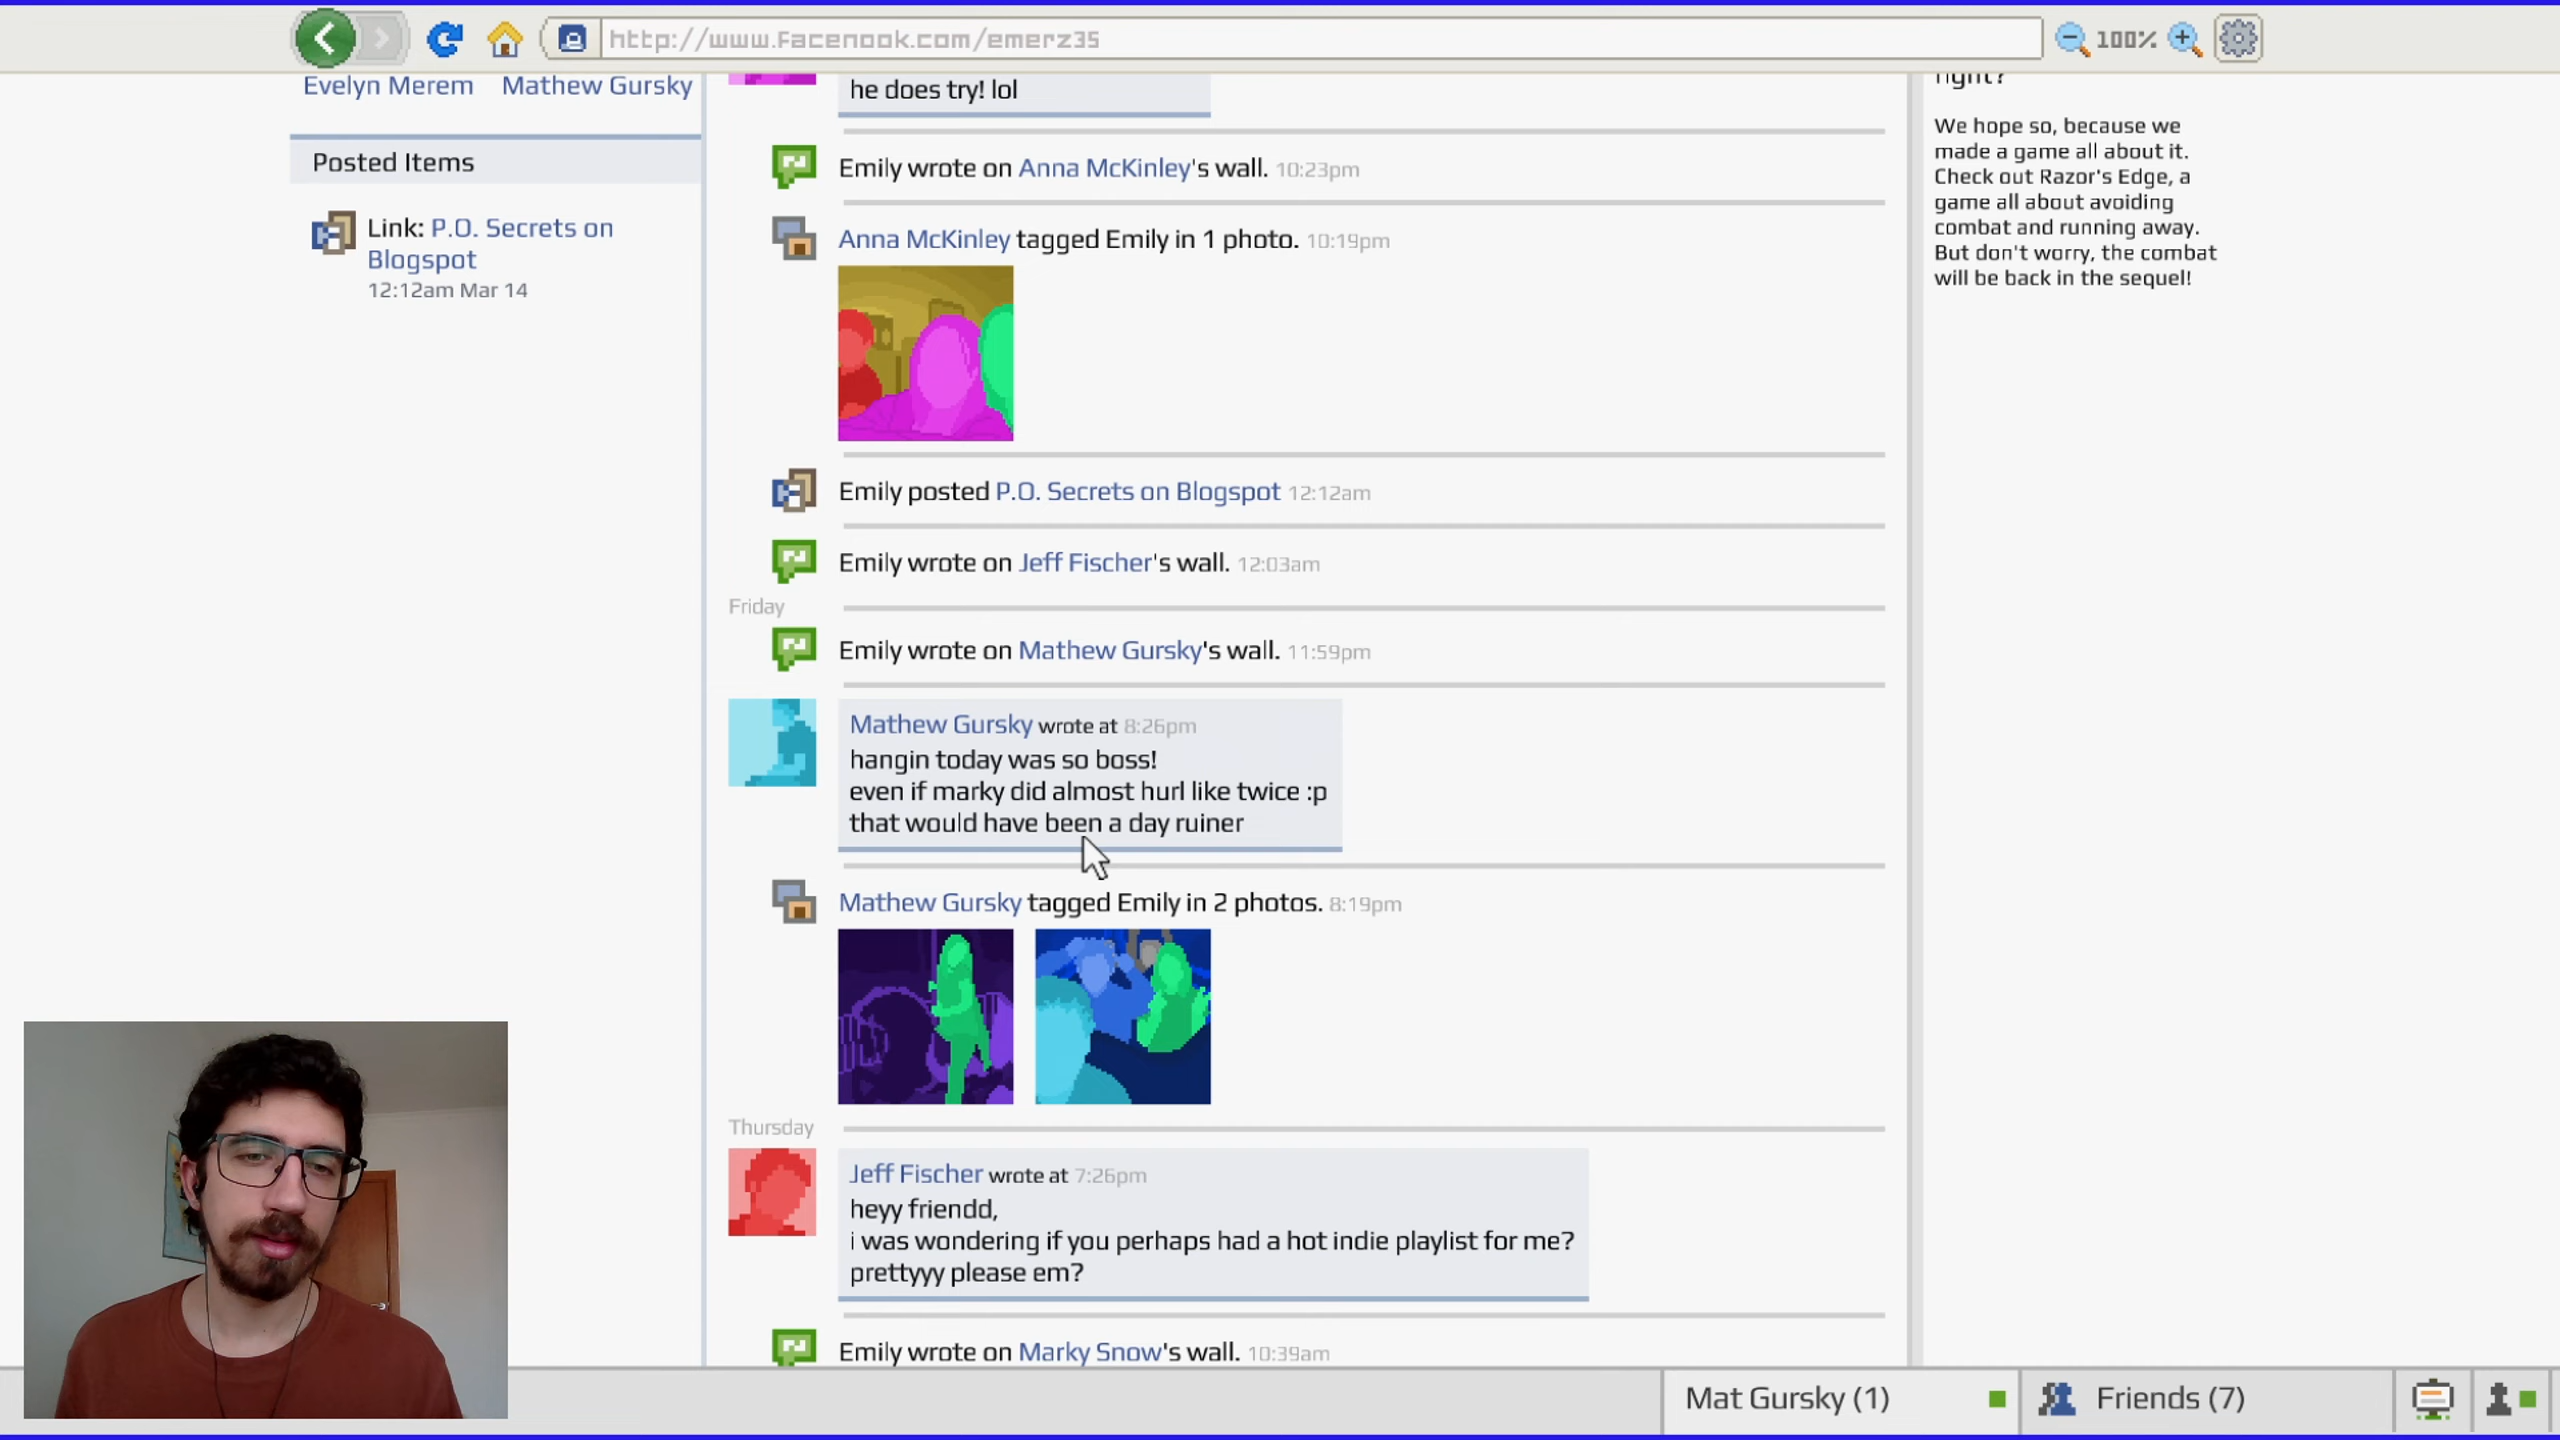 http://www.Facenook.com/emerz35
100%
Evelyn Merem
Mathew Gursky
Posted Items
Link: P.O. Secrets on
Blogspot
12:12am Mar 14
he does try! lol
Emily wrote on Anna McKinley's wall. 10:23pm
Anna McKinley tagged Emily in 1 photo. 10:19pm
Emily posted P.O. Secrets on Blogspot 12:12am
Emily wrote on Jeff Fischer's wall. 12:03am
Friday
Emily wrote on Mathew Gursky's wall. 11:59pm
Mathew Gursky wrote at 8:26pm
hangin today was so boss!
even if marky did almost hurl like twice :p
that would have been a day ruiner
Mathew Gursky tagged Emily in 2 photos. 8:19pm
Thursday
Jeff Fischer wrote at 7:26pm
heyy friendd,
i was wondering if you perhaps had a hot indie playlist for me?
prettyyy please em?
Emily wrote on Marky Snow's wall. 10:39am
right?
We hope so, because we
made a game all about it.
Check out Razor's Edge, a
game all about avoiding
combat and running away.
But don't worry, the combat
will be back in the sequel!
Mat Gursky (1)
Friends (7)